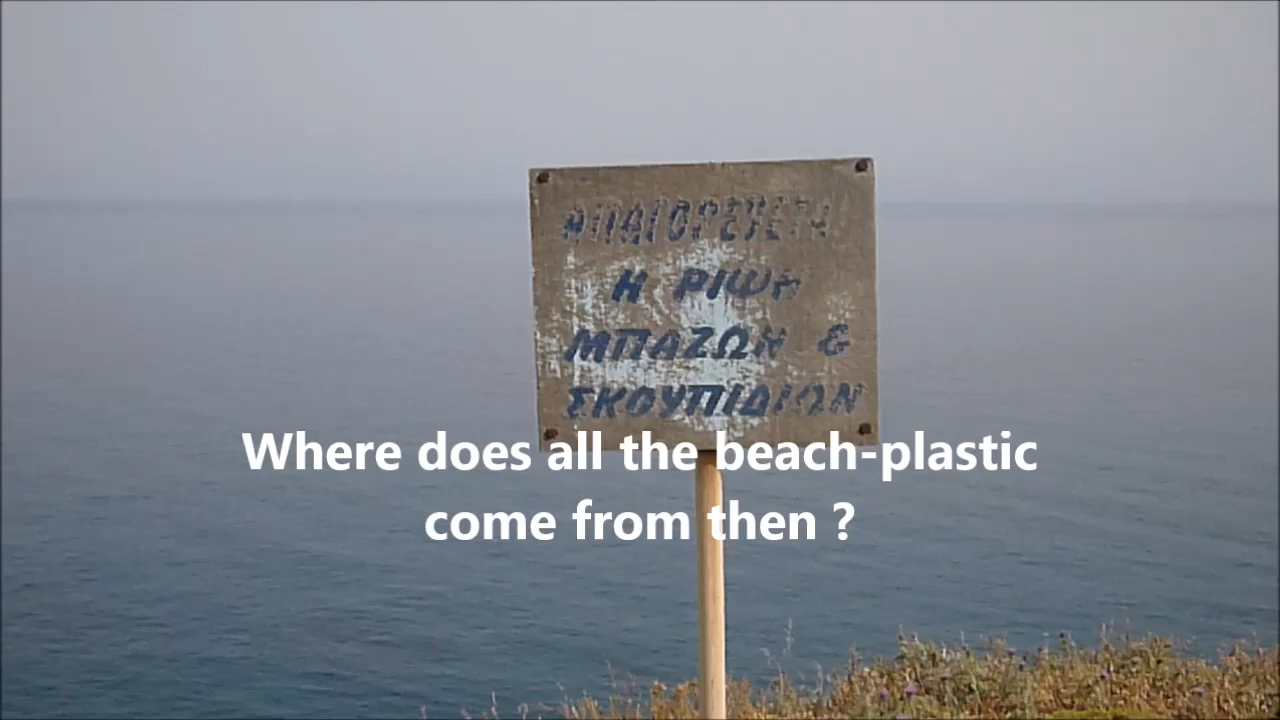 ΑΠΑΓΟΡΕΥΕΤΑΙ
Η ΡΙΨΗ
ΜΠΑΖΩΝ &
ΣΚΟΥΠΙΔΙΩΝ
Where does all the beach-plastic
come from then ?